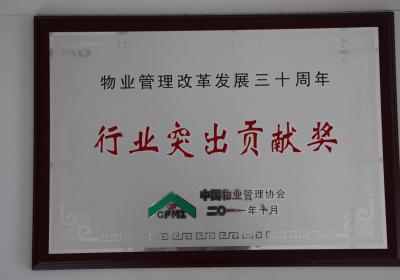 物业管理改革发展三十周年
行业突出贡献奖
CPMI
中国物业管理协会
二〇一一年十月